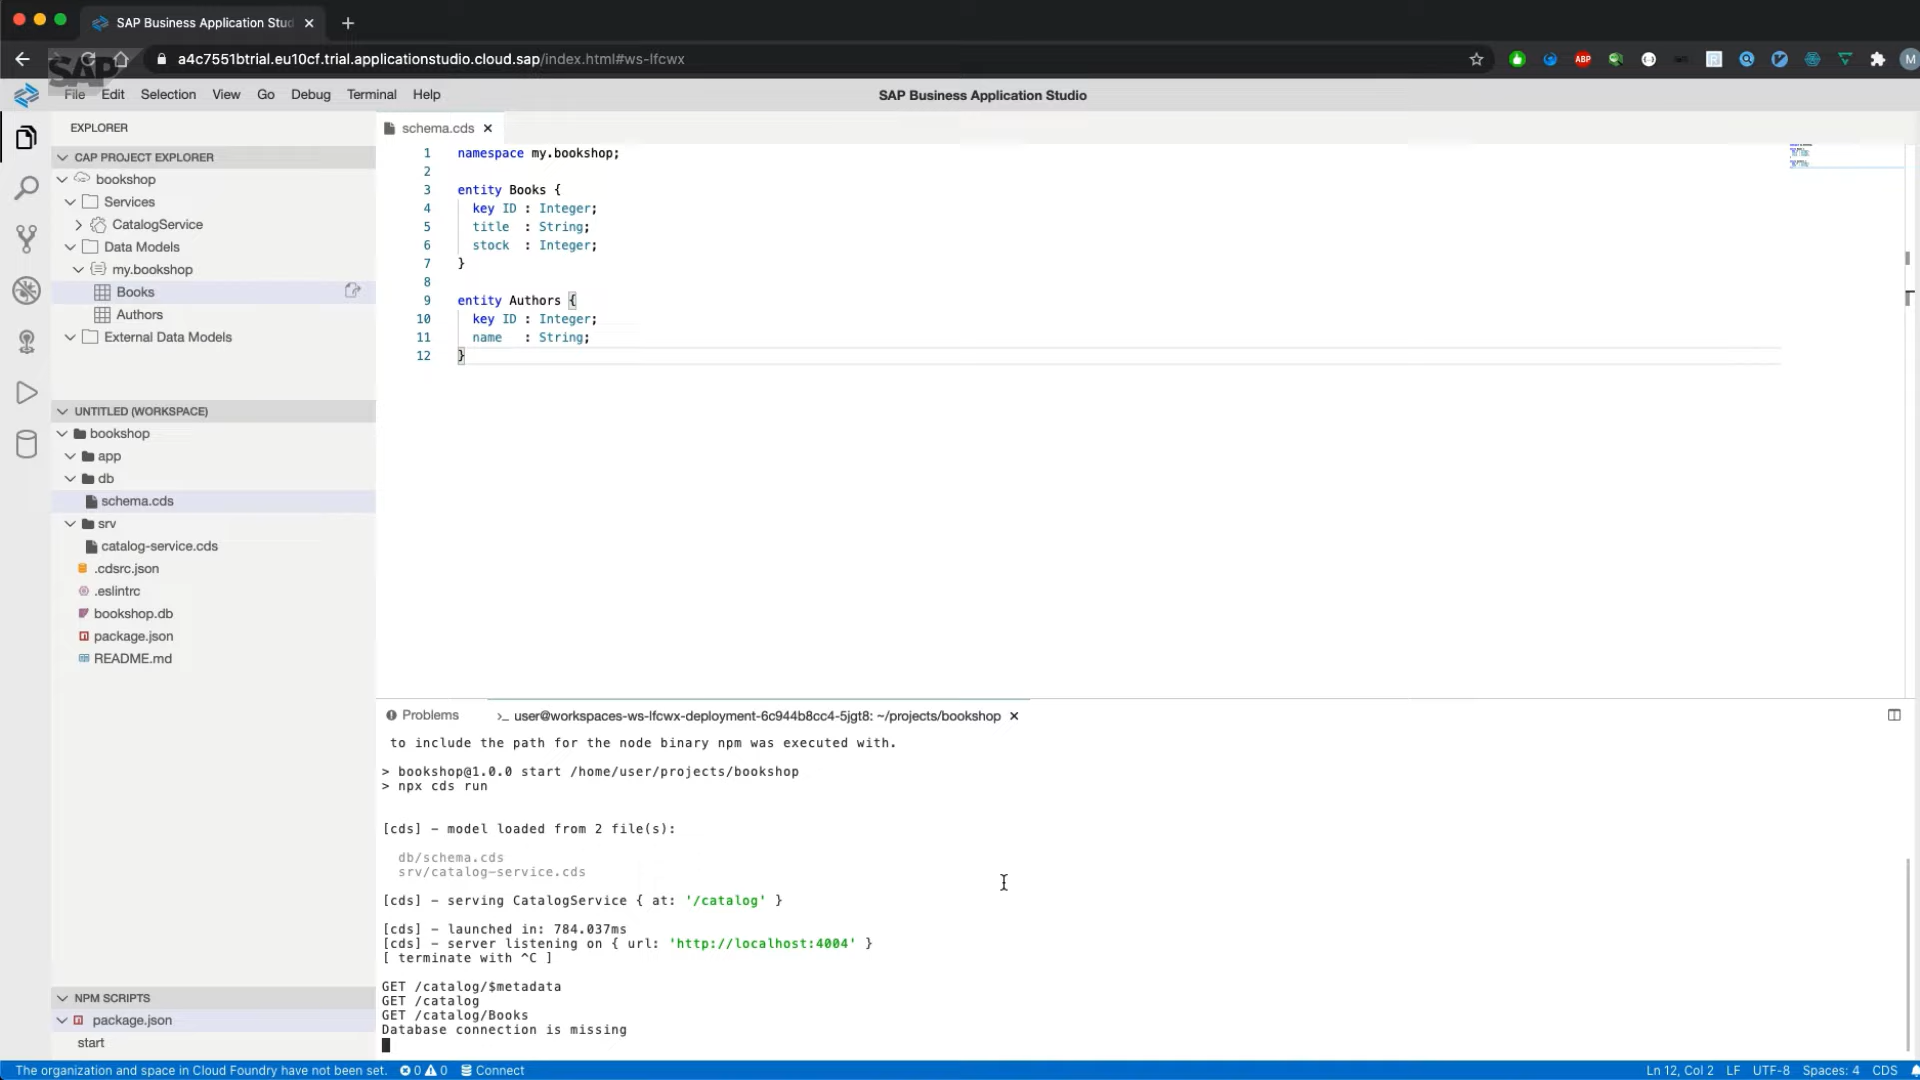 SAP Business Application Stud
a4c7551btrial.eu10cf.trial.applicationstudio.cloud.sap/index.html#ws-lfcwx
ABP
M
SAP
File Edit Selection View Go Debug Terminal Help
SAP Business Application Studio
EXPLORER
CAP PROJECT EXPLORER
bookshop
Services
CatalogService
Data Models
my.bookshop
Books
Authors
External Data Models
UNTITLED (WORKSPACE)
bookshop
app
db
schema.cds
srv
catalog-service.cds
.cdsrc.json
.eslintrc
bookshop.db
package.json
README.md
NPM SCRIPTS
package.json
start
schema.cds
1 namespace my.bookshop;
2
3 entity Books {
4 key ID : Integer;
5 title : String;
6 stock : Integer;
7 }
8
9 entity Authors {
10 key ID : Integer;
11 name : String;
12 }
Problems
>_ user@workspaces-ws-lfcwx-deployment-6c944b8cc4-5jgt8: ~/projects/bookshop
to include the path for the node binary npm was executed with.
> bookshop@1.0.0 start /home/user/projects/bookshop
> npx cds run
[cds] - model loaded from 2 file(s):
db/schema.cds
srv/catalog-service.cds
[cds] - serving CatalogService { at: '/catalog' }
[cds] - launched in: 784.037ms
[cds] - server listening on { url: 'http://localhost:4004' }
[ terminate with ^C ]
GET /catalog/$metadata
GET /catalog
GET /catalog/Books
Database connection is missing
The organization and space in Cloud Foundry have not been set. 0 0 Connect
Ln 12, Col 2 LF UTF-8 Spaces: 4 CDS